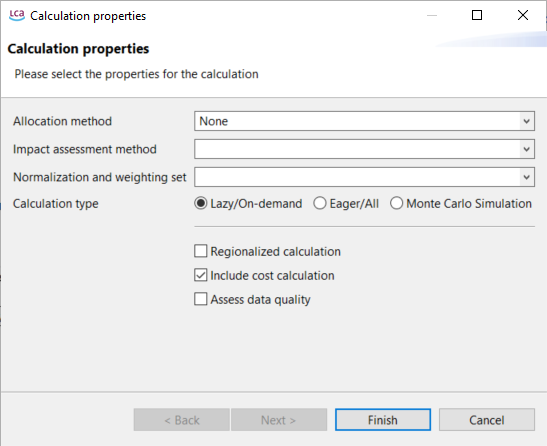 LCA Calculation properties
Calculation properties
Please select the properties for the calculation
Allocation method None
Impact assessment method
Normalization and weighting set
Calculation type Lazy/On-demand Eager/All Monte Carlo Simulation
Regionalized calculation
Include cost calculation
Assess data quality
< Back Next > Finish Cancel